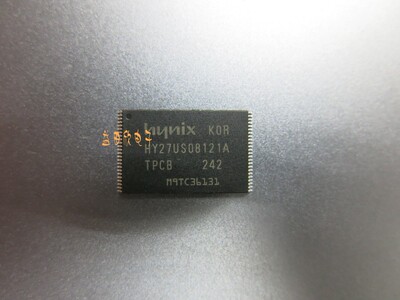 hynix KOR
HY27US08121A
TPCB 242
M9TC36131